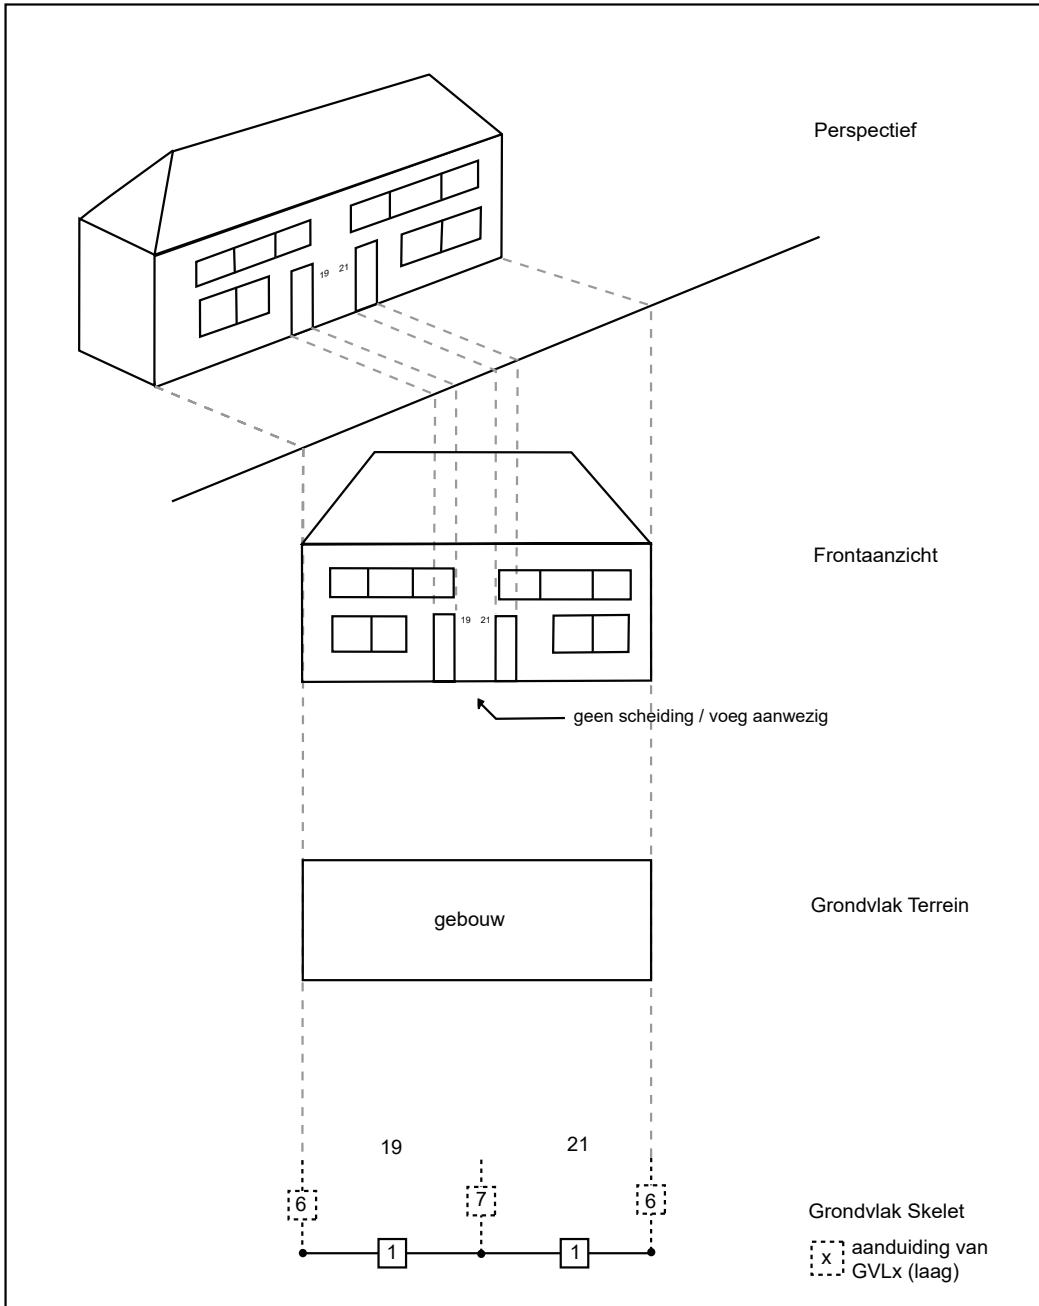 Perspectief
19 21
Frontaanzicht
19 21
geen scheiding / voeg aanwezig
gebouw
Grondvlak Terrein
19 21
6 7 6
Grondvlak Skelet
1 1
x aanduiding van
GVLx (laag)